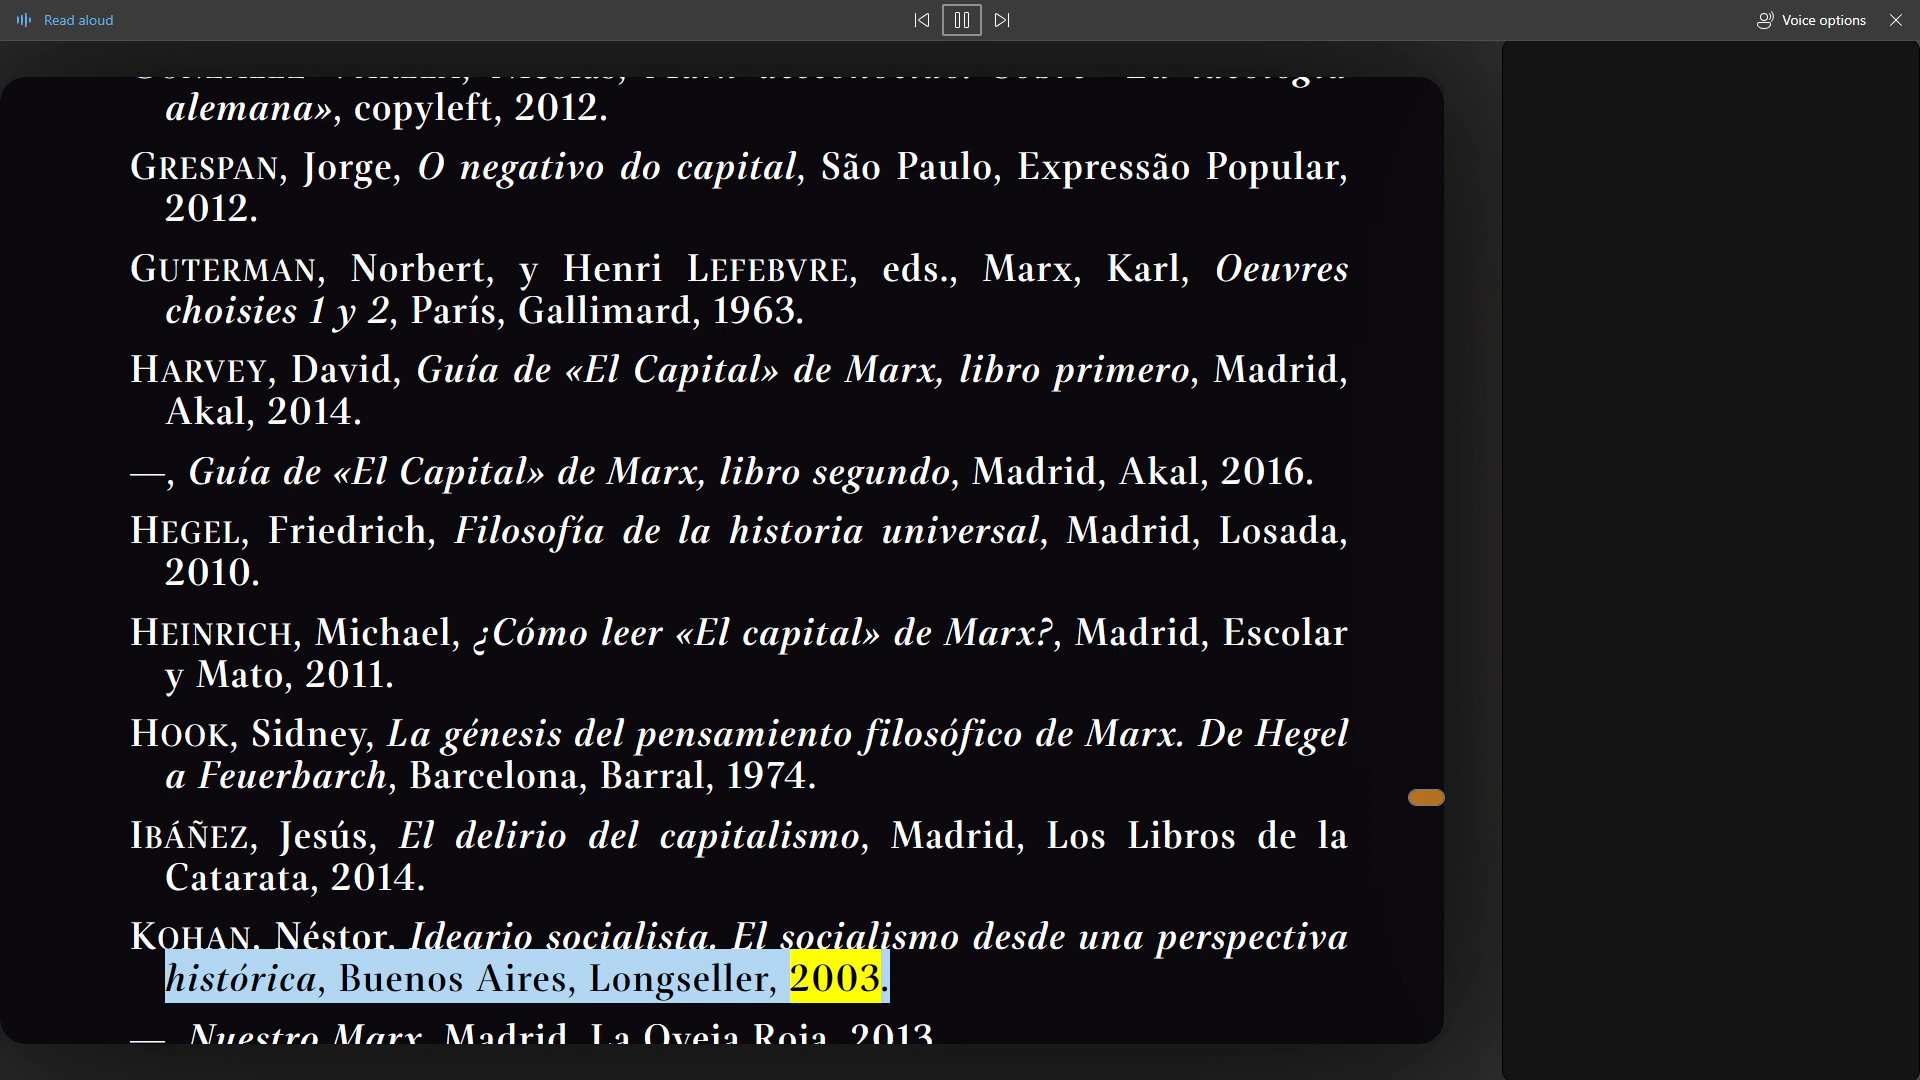 Read aloud
Voice options
alemana», copyleft, 2012.
GRESPAN, Jorge, O negativo do capital, São Paulo, Expressão Popular,
2012.
GUTERMAN, Norbert, y Henri LEFEBVRE, eds., Marx, Karl, Oeuvres
choisies 1 y 2, París, Gallimard, 1963.
HARVEY, David, Guía de «El Capital» de Marx, libro primero, Madrid,
Akal, 2014.
—, Guía de «El Capital» de Marx, libro segundo, Madrid, Akal, 2016.
HEGEL, Friedrich, Filosofía de la historia universal, Madrid, Losada,
2010.
HEINRICH, Michael, ¿Cómo leer «El capital» de Marx?, Madrid, Escolar
y Mato, 2011.
HOOK, Sidney, La génesis del pensamiento filosófico de Marx. De Hegel
a Feuerbarch, Barcelona, Barral, 1974.
IBÁÑEZ, Jesús, El delirio del capitalismo, Madrid, Los Libros de la
Catarata, 2014.
KOHAN, Néstor, Ideario socialista. El socialismo desde una perspectiva
histórica, Buenos Aires, Longseller, 2003.
—, Nuestro Marx, Madrid, La Oveja Roja, 2013